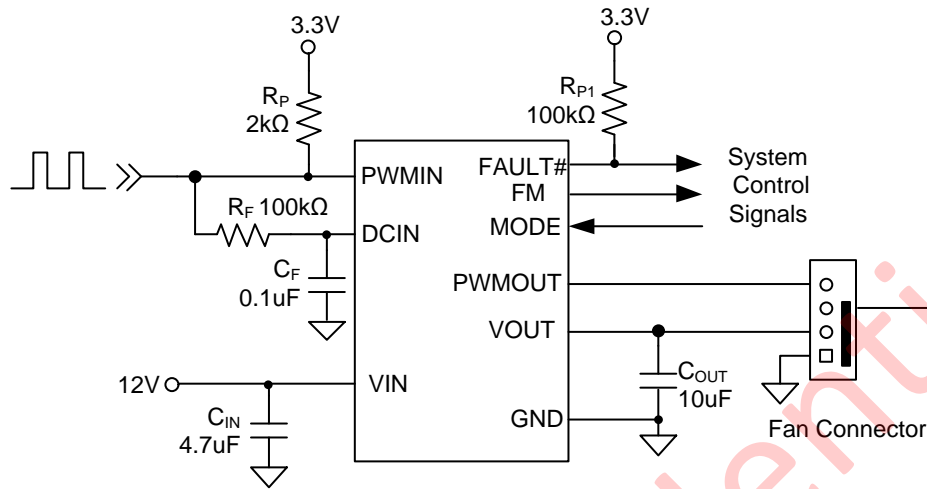 3.3V
3.3V
RP
2kΩ
RP1
100kΩ
PWMIN
FAULT#
System
FM
Control
RF 100kΩ
DCIN
MODE
Signals
CF
0.1uF
PWMOUT
VOUT
12V
VIN
COUT
10uF
CIN
4.7uF
GND
Fan Connector